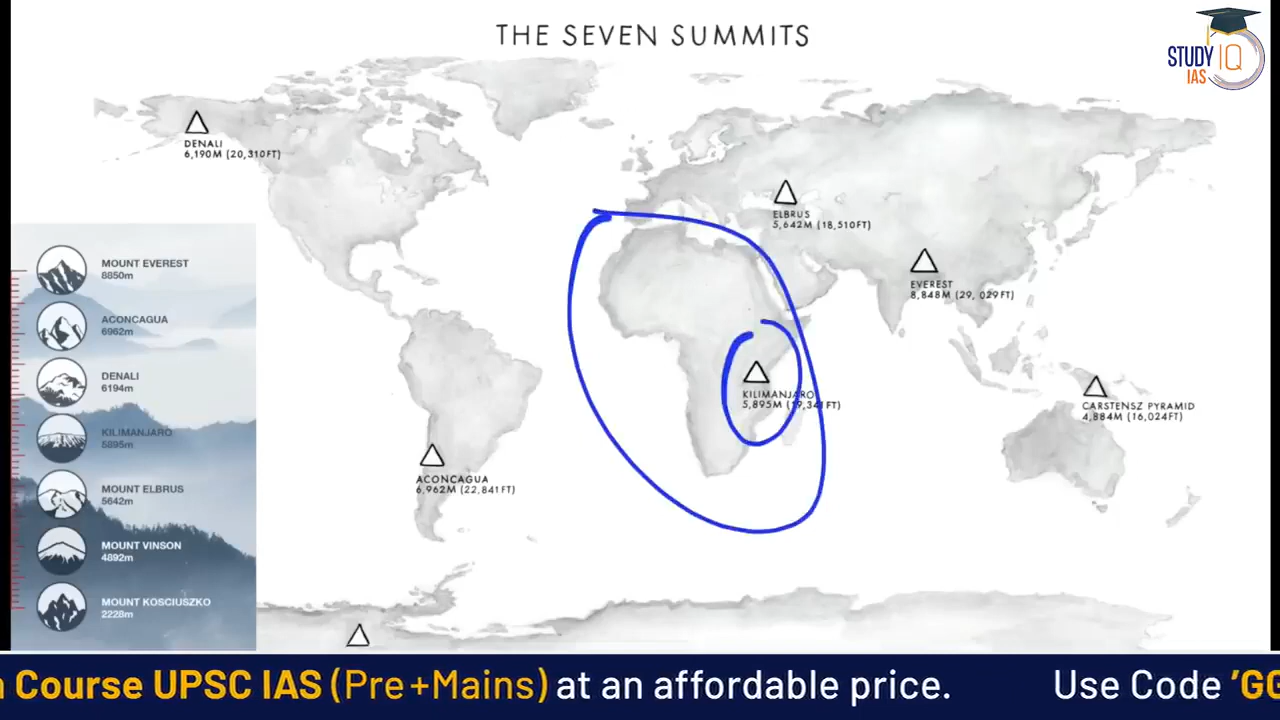 THE SEVEN SUMMITS
STUDY IQ
IAS
DENALI
6,190M (20,310FT)
ELBRUS
5,642M (18,510FT)
EVEREST
8,848M (29, 029FT)
KILIMANJARO
5,895M (19,341FT)
CARSTENSZ PYRAMID
4,884M (16,024FT)
ACONCAGUA
6,962M (22,841FT)
MOUNT EVEREST
8850m
ACONCAGUA
6962m
DENALI
6194m
KILIMANJARO
5895m
MOUNT ELBRUS
5642m
MOUNT VINSON
4892m
MOUNT KOSCIUSZKO
2228m
Course UPSC IAS (Pre+Mains) at an affordable price. Use Code 'GG